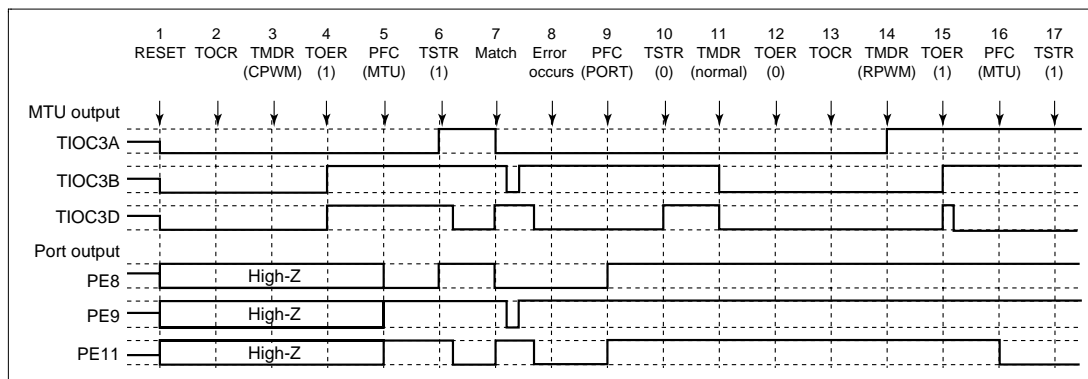 1 2 3 4 5 6 7 8 9 10 11 12 13 14 15 16 17
RESET TOCR TMDR TOER PFC TSTR Match Error PFC TSTR TMDR TOER TOCR TMDR TOER PFC TSTR
(CPWM) (1) (MTU) (1) occurs (PORT) (0) (normal) (0) (RPWM) (1) (MTU) (1)
MTU output
TIOC3A
TIOC3B
TIOC3D
Port output
PE8 High-Z
PE9 High-Z
PE11 High-Z